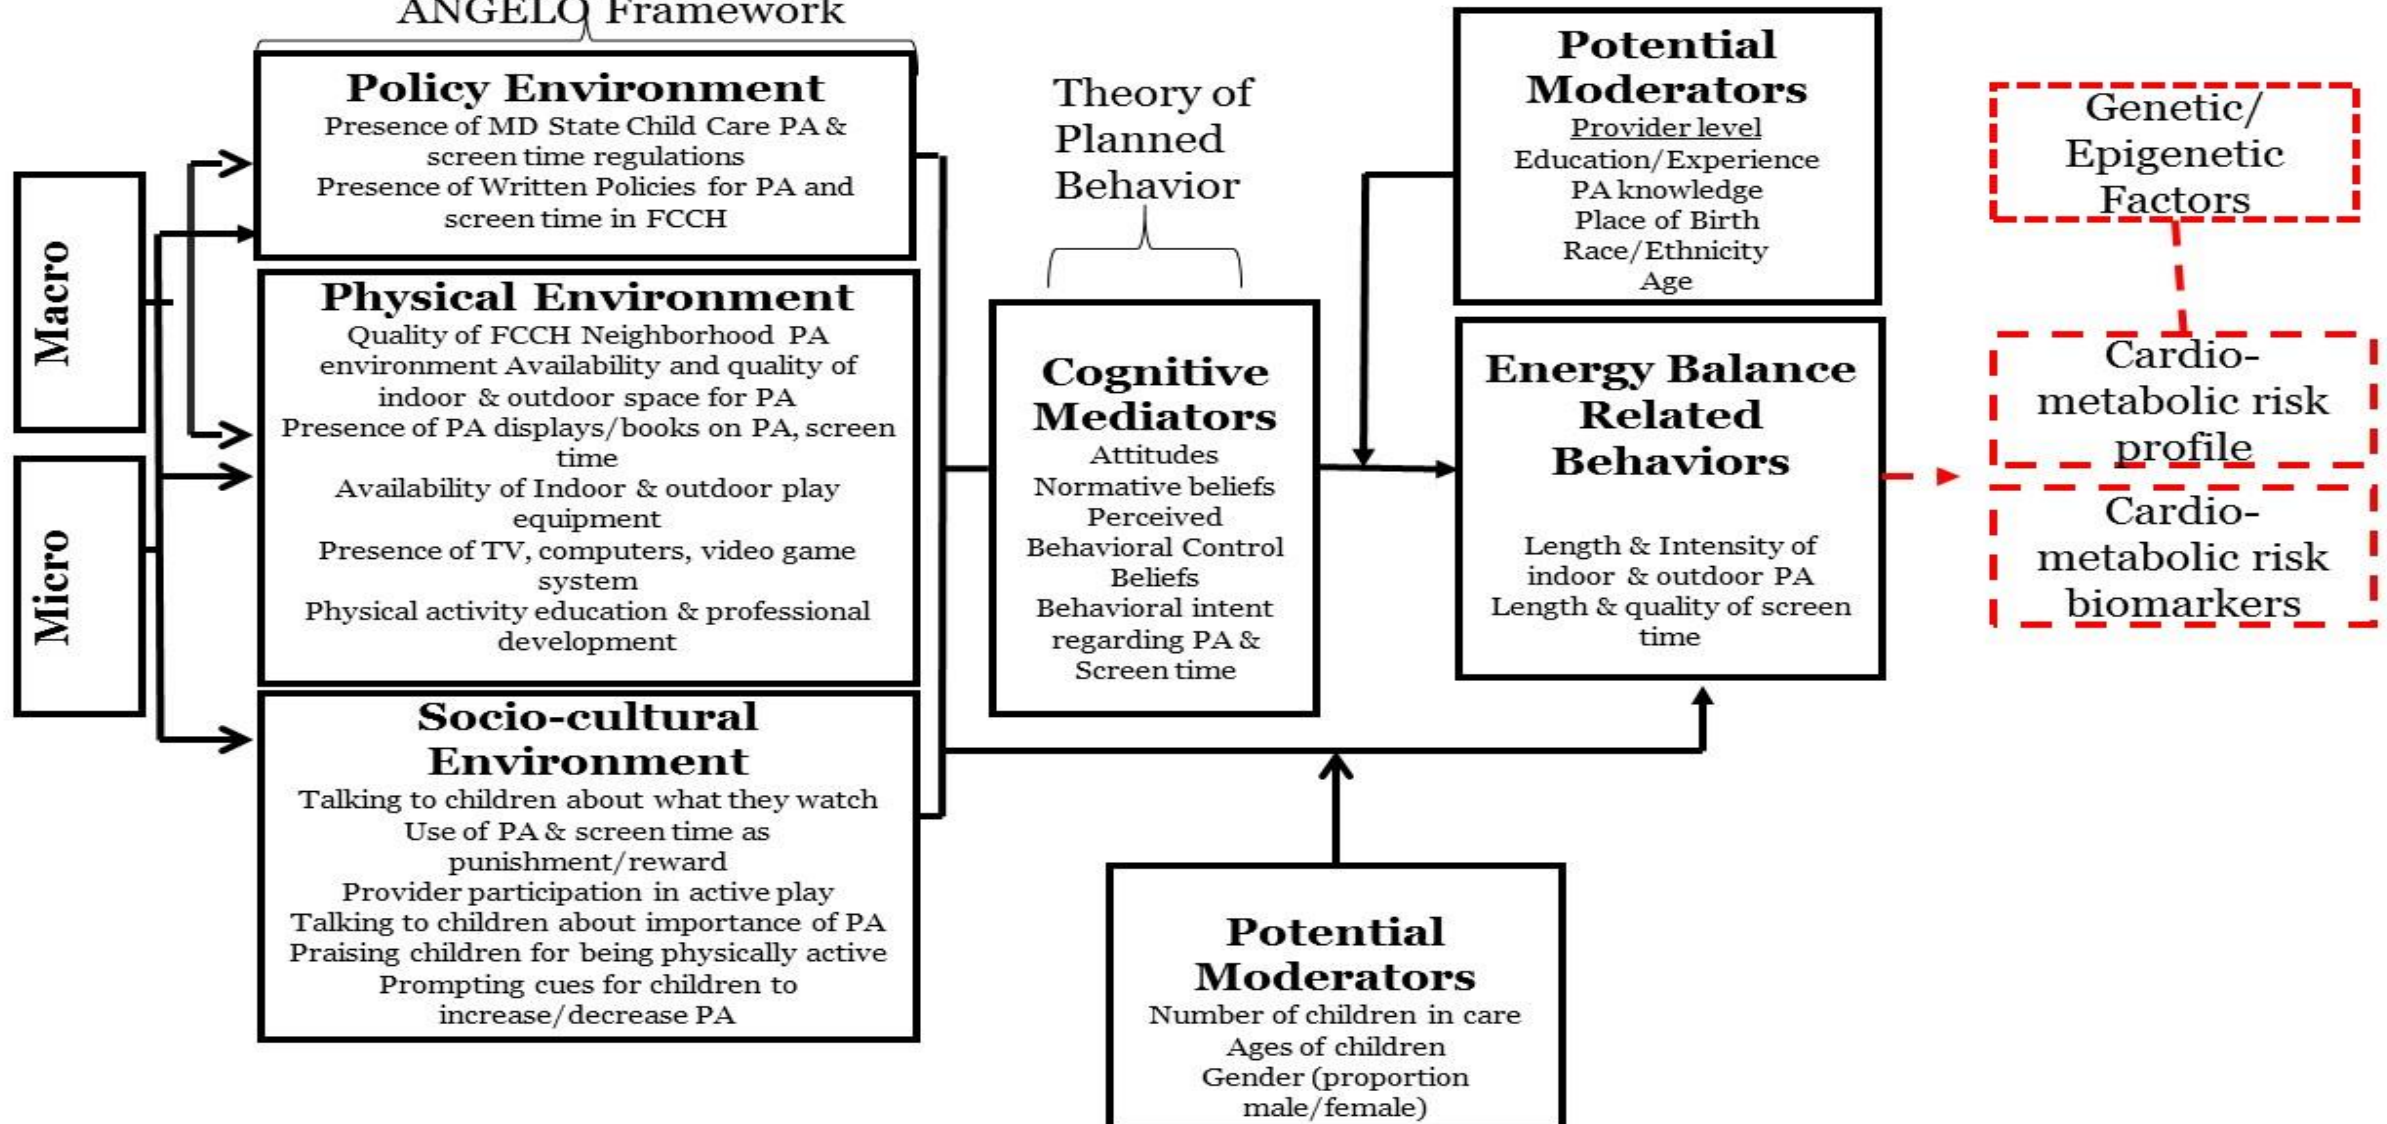 ANGELO Framework
Policy Environment
Presence of MD State Child Care PA &
screen time regulations
Presence of Written Policies for PA and
screen time in FCCH
Macro
Physical Environment
Quality of FCCH Neighborhood PA
environment Availability and quality of
indoor & outdoor space for PA
Presence of PA displays/books on PA, screen
time
Availability of Indoor & outdoor play
equipment
Presence of TV, computers, video game
system
Physical activity education & professional
development
Micro
Socio-cultural
Environment
Talking to children about what they watch
Use of PA & screen time as
punishment/reward
Provider participation in active play
Talking to children about importance of PA
Praising children for being physically active
Prompting cues for children to
increase/decrease PA
Theory of
Planned
Behavior
Cognitive
Mediators
Attitudes
Normative beliefs
Perceived
Behavioral Control
Beliefs
Behavioral intent
regarding PA &
Screen time
Potential
Moderators
Provider level
Education/Experience
PA knowledge
Place of Birth
Race/Ethnicity
Age
Energy Balance
Related
Behaviors
Length & Intensity of
indoor & outdoor PA
Length & quality of screen
time
Potential
Moderators
Number of children in care
Ages of children
Gender (proportion
male/female)
Genetic/
Epigenetic
Factors
Cardio-
metabolic risk
profile
Cardio-
metabolic risk
biomarkers